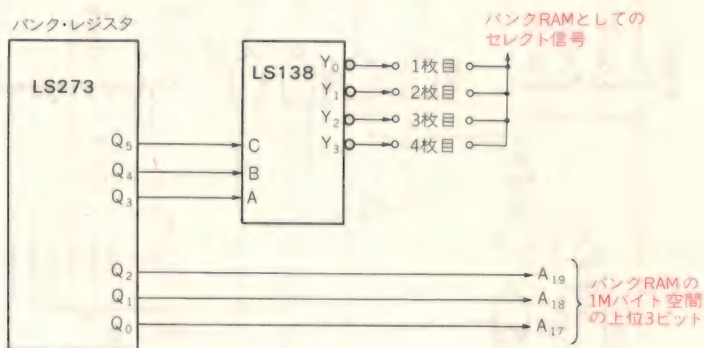 バンク・レジスタ
LS273
Q5
Q4
Q3
Q2
Q1
Q0
LS138
C
B
A
Y0
Y1
Y2
Y3
1枚目
2枚目
3枚目
4枚目
バンクRAMとしての
セレクト信号
A19
A18
A17
バンクRAMの
1Mバイト空間
の上位3ビット